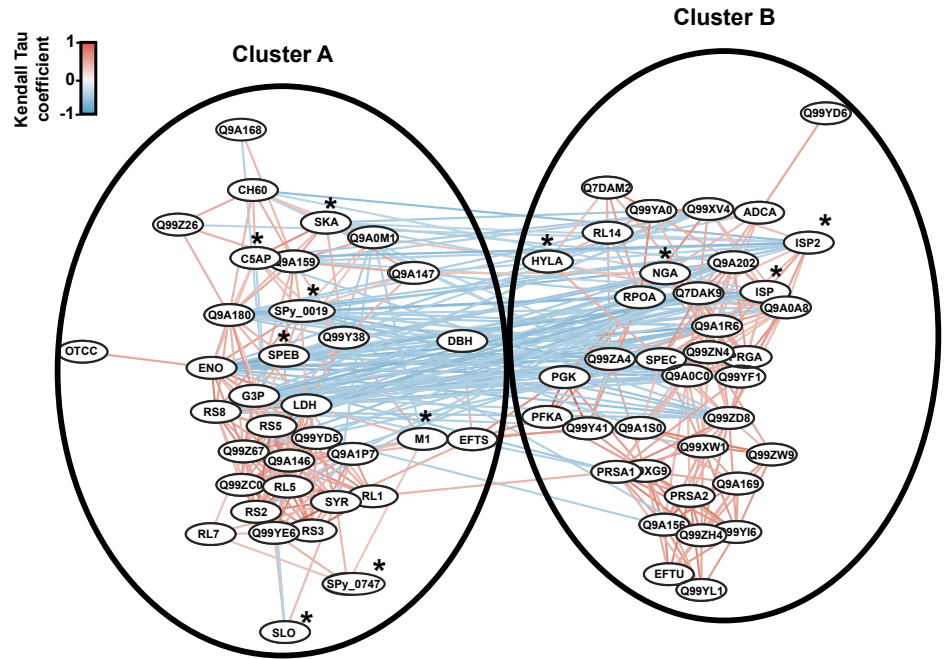 Cluster B
Cluster A
Kendall Tau
coefficient
1
0
-1
Q9A168
CH60
Q99Z26
*
SKA
*
C5AP
Q9A159
Q9A0M1
Q9A147
*
SPy_0019
Q9A180
Q99Y38
*
SPEB
DBH
OTCC
ENO
G3P
LDH
RS8
RS5
Q99YD5
*
M1
EFTS
Q99Z67
Q9A146
Q9A1P7
Q99ZC0
RL5
SYR
RL1
RS2
Q99YE6
RS3
RL7
SPy_0747
*
SLO
*
Q99YD6
Q7DAM2
Q99YA0
Q99XV4
ADCA
RL14
*
ISP2
*
HYLA
*
NGA
Q9A202
RPOA
Q7DAK9
*
ISP
Q9A0A8
Q9A1R6
Q99ZA4
SPEC
Q99ZN4
PRGA
PGK
Q9A0C0
Q99YF1
PFKA
Q99Y41
Q9A1S0
Q99ZD8
Q99XW1
Q99ZW9
PRSA1
0XG9
Q9A169
PRSA2
Q9A156
Q99ZH4
99YI6
EFTU
Q99YL1